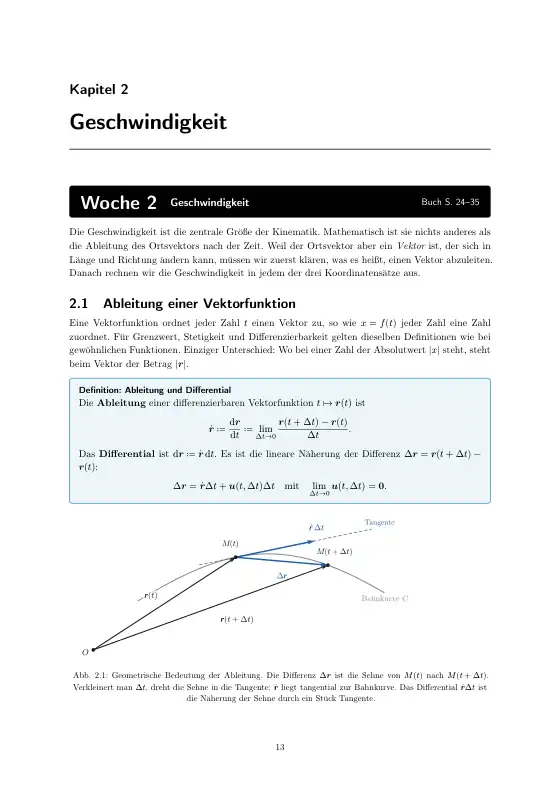 Kapitel 2
Geschwindigkeit
Woche 2 Geschwindigkeit Buch S. 24–35
Die Geschwindigkeit ist die zentrale Größe der Kinematik. Mathematisch ist sie nichts anderes als
die Ableitung des Ortsvektors nach der Zeit. Weil der Ortsvektor aber ein Vektor ist, der sich in
Länge und Richtung ändern kann, müssen wir zuerst klären, was es heißt, einen Vektor abzuleiten.
Danach rechnen wir die Geschwindigkeit in jedem der drei Koordinatensätze aus.
2.1 Ableitung einer Vektorfunktion
Eine Vektorfunktion ordnet jeder Zahl t einen Vektor zu, so wie x = f(t) jeder Zahl eine Zahl
zuordnet. Für Grenzwert, Stetigkeit und Differenzierbarkeit gelten dieselben Definitionen wie bei
gewöhnlichen Funktionen. Einziger Unterschied: Wo bei einer Zahl der Absolutwert |x| steht, steht
beim Vektor der Betrag |r|.
Definition: Ableitung und Differential
Die Ableitung einer differenzierbaren Vektorfunktion t ↦ r(t) ist
ṙ := dr/dt := lim Δt→0 (r(t + Δt) − r(t))/Δt.
Das Differential ist dr := ṙ dt. Es ist die lineare Näherung der Differenz Δr = r(t + Δt) −
r(t):
Δr = ṙΔt + u(t, Δt)Δt mit lim Δt→0 u(t, Δt) = 0.
ṙ Δt
Tangente
M(t)
M(t + Δt)
Δr
r(t)
Bahnkurve C
r(t + Δt)
O
Abb. 2.1: Geometrische Bedeutung der Ableitung. Die Differenz Δr ist die Sehne von M(t) nach M(t + Δt).
Verkleinert man Δt, dreht die Sehne in die Tangente; ṙ liegt tangential zur Bahnkurve. Das Differential ṙΔt ist
die Näherung der Sehne durch ein Stück Tangente.
13